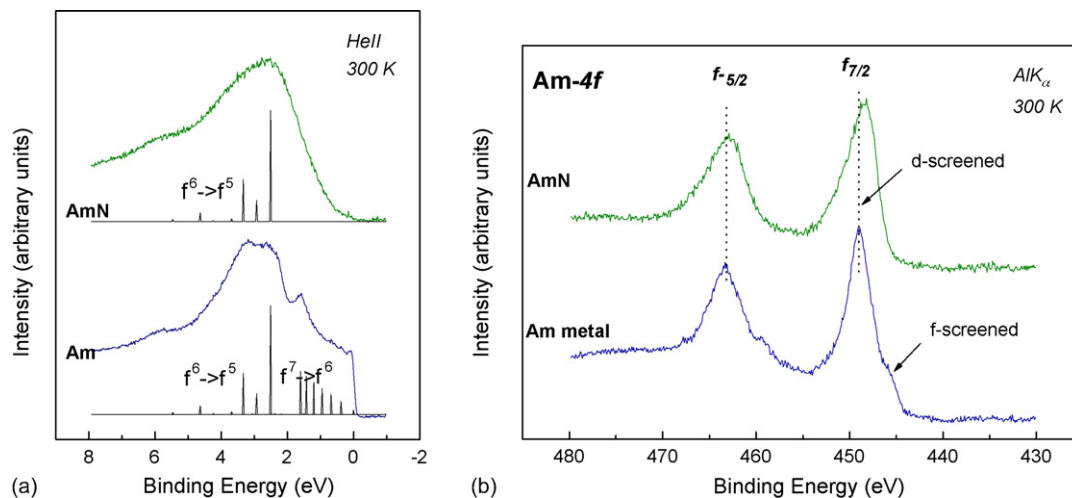 HeII
300 K
f⁶->f⁵
AmN
Am
f⁶->f⁵
f⁷->f⁶
Intensity (arbitrary units)
8 6 4 2 0 -2
Binding Energy (eV)
(a)
Am-4f
f-₅/₂
f₇/₂
AlKα
300 K
d-screened
AmN
f-screened
Am metal
Intensity (arbitrary units)
480 470 460 450 440 430
Binding Energy (eV)
(b)